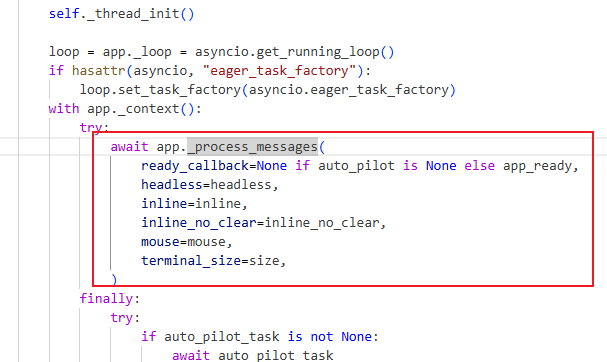 self._thread_init()
loop = app._loop = asyncio.get_running_loop()
if hasattr(asyncio, "eager_task_factory"):
loop.set_task_factory(asyncio.eager_task_factory)
with app._context():
try:
await app._process_messages(
ready_callback=None if auto_pilot is None else app_ready,
headless=headless,
inline=inline,
inline_no_clear=inline_no_clear,
mouse=mouse,
terminal_size=size,
)
finally:
try:
if auto_pilot_task is not None:
await auto_pilot_task